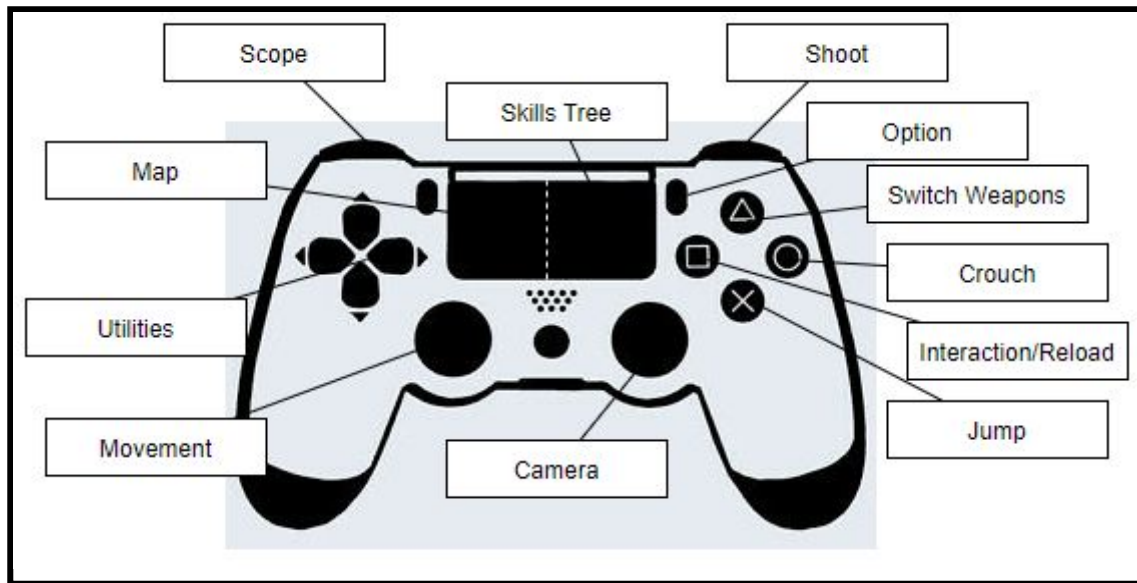 Scope
Shoot
Skills Tree
Option
Map
Switch Weapons
Crouch
Utilities
Interaction/Reload
Jump
Movement
Camera